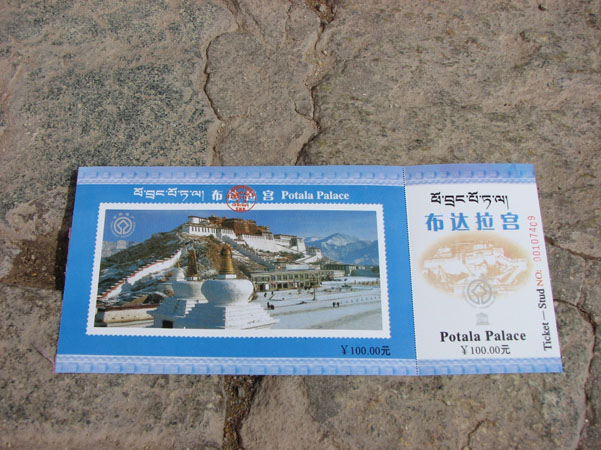 ཕོ་བྲང་པོ་ཏ་ལ། 布达拉宫 Potala Palace
¥100.00元
ཕོ་བྲང་པོ་ཏ་ལ།
布达拉宫
Potala Palace
¥100.00元
Ticket — Stud NO: 00107409